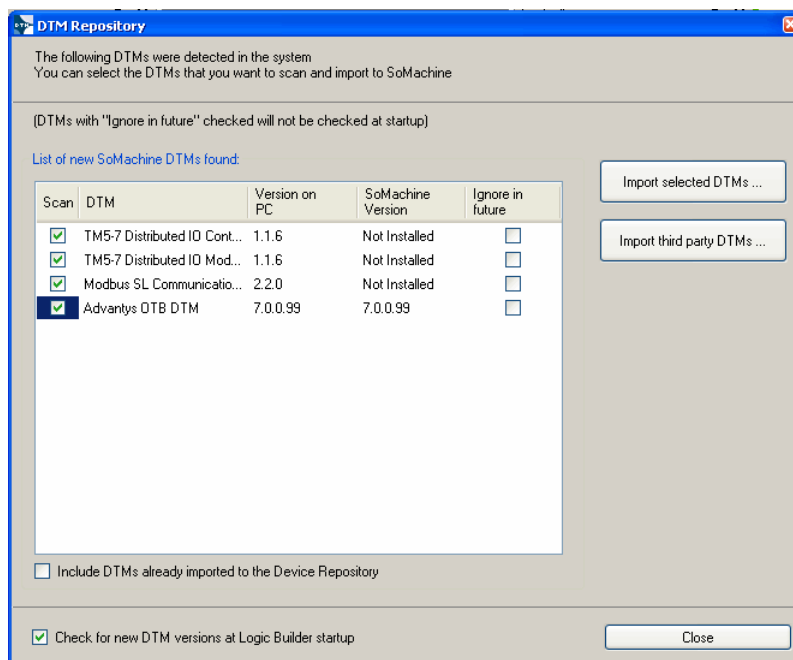 DTM Repository
The following DTMs were detected in the system
You can select the DTMs that you want to scan and import to SoMachine
(DTMs with "Ignore in future" checked will not be checked at startup)
List of new SoMachine DTMs found:
Scan DTM Version on PC SoMachine Version Ignore in future
TM5-7 Distributed IO Cont... 1.1.6 Not Installed
TM5-7 Distributed IO Mod... 1.1.6 Not Installed
Modbus SL Communicatio... 2.2.0 Not Installed
Advantys OTB DTM 7.0.0.99 7.0.0.99
Import selected DTMs ...
Import third party DTMs ...
Include DTMs already imported to the Device Repository
Check for new DTM versions at Logic Builder startup
Close